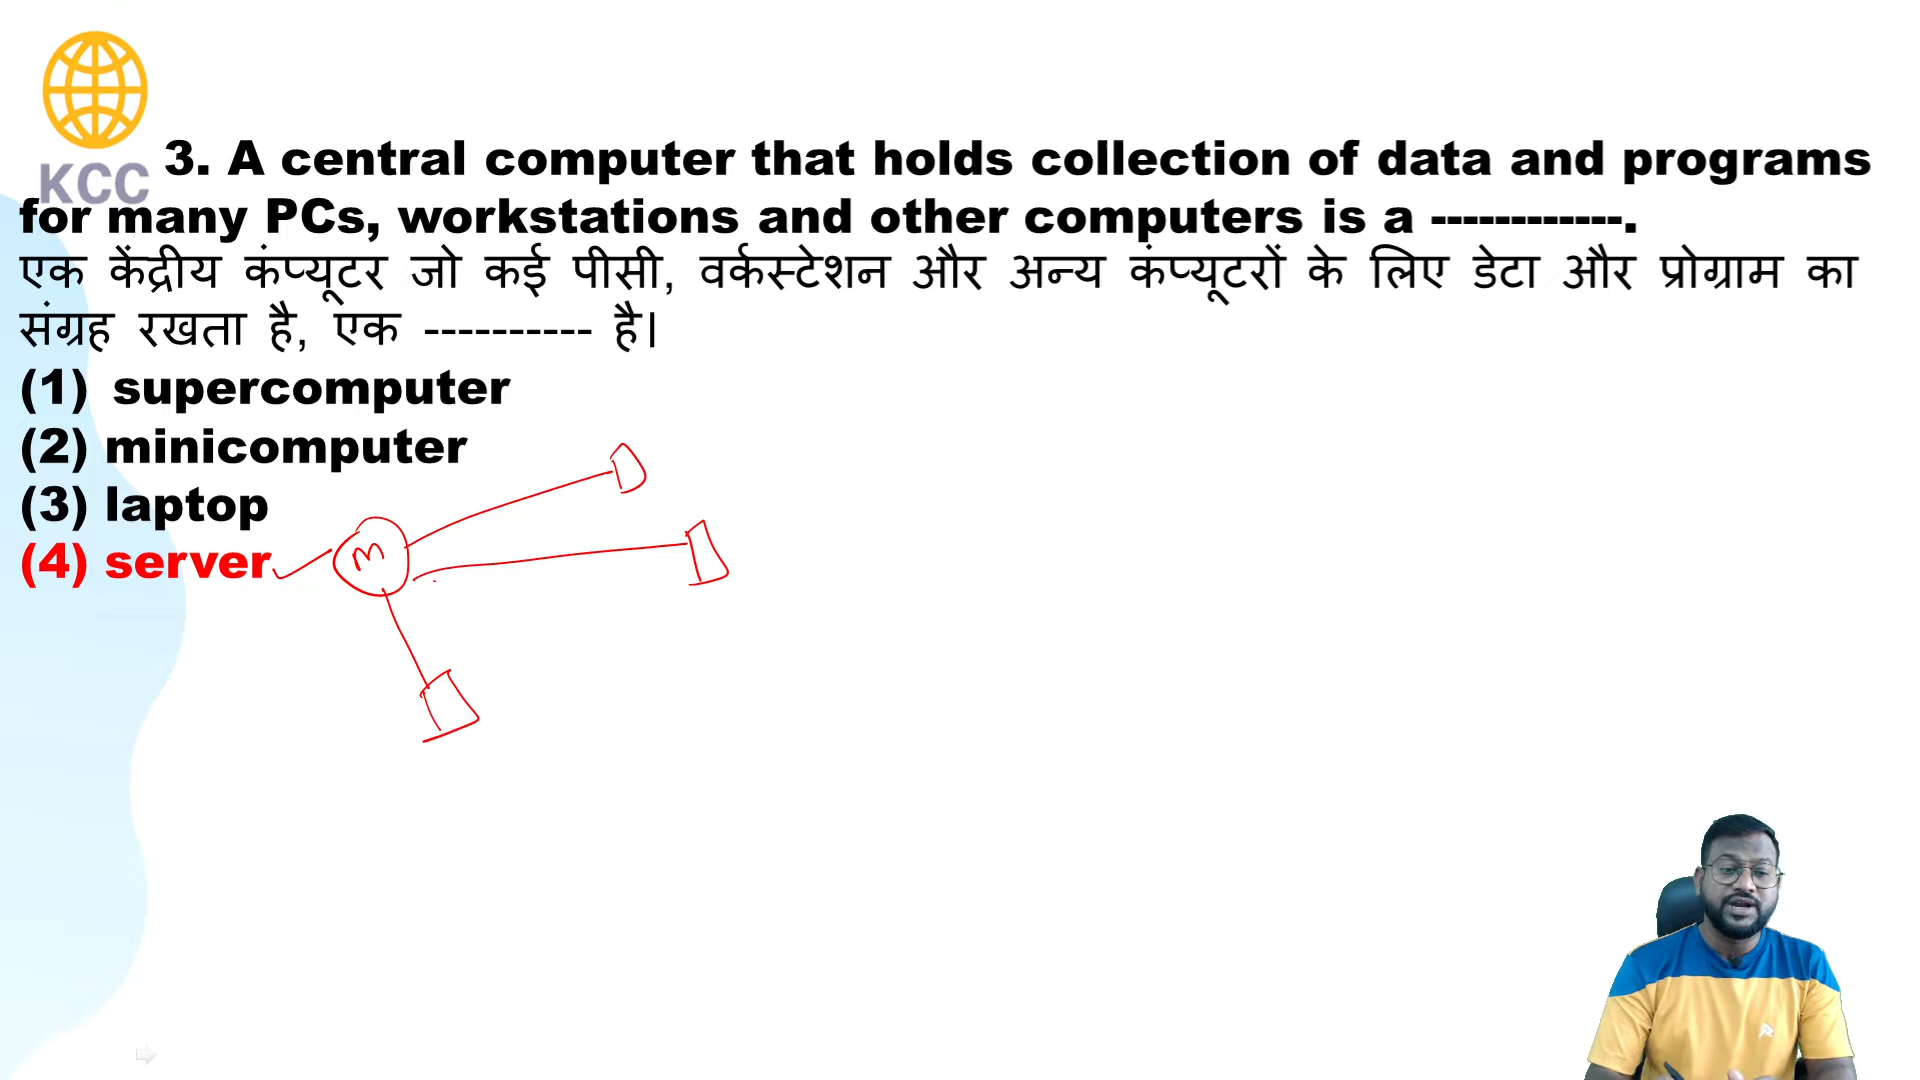 KCC
3. A central computer that holds collection of data and programs
for many PCs, workstations and other computers is a ------------.
एक केंद्रीय कंप्यूटर जो कई पीसी, वर्कस्टेशन और अन्य कंप्यूटरों के लिए डेटा और प्रोग्राम का
संग्रह रखता है, एक ---------- है।
(1) supercomputer
(2) minicomputer
(3) laptop
(4) server
m